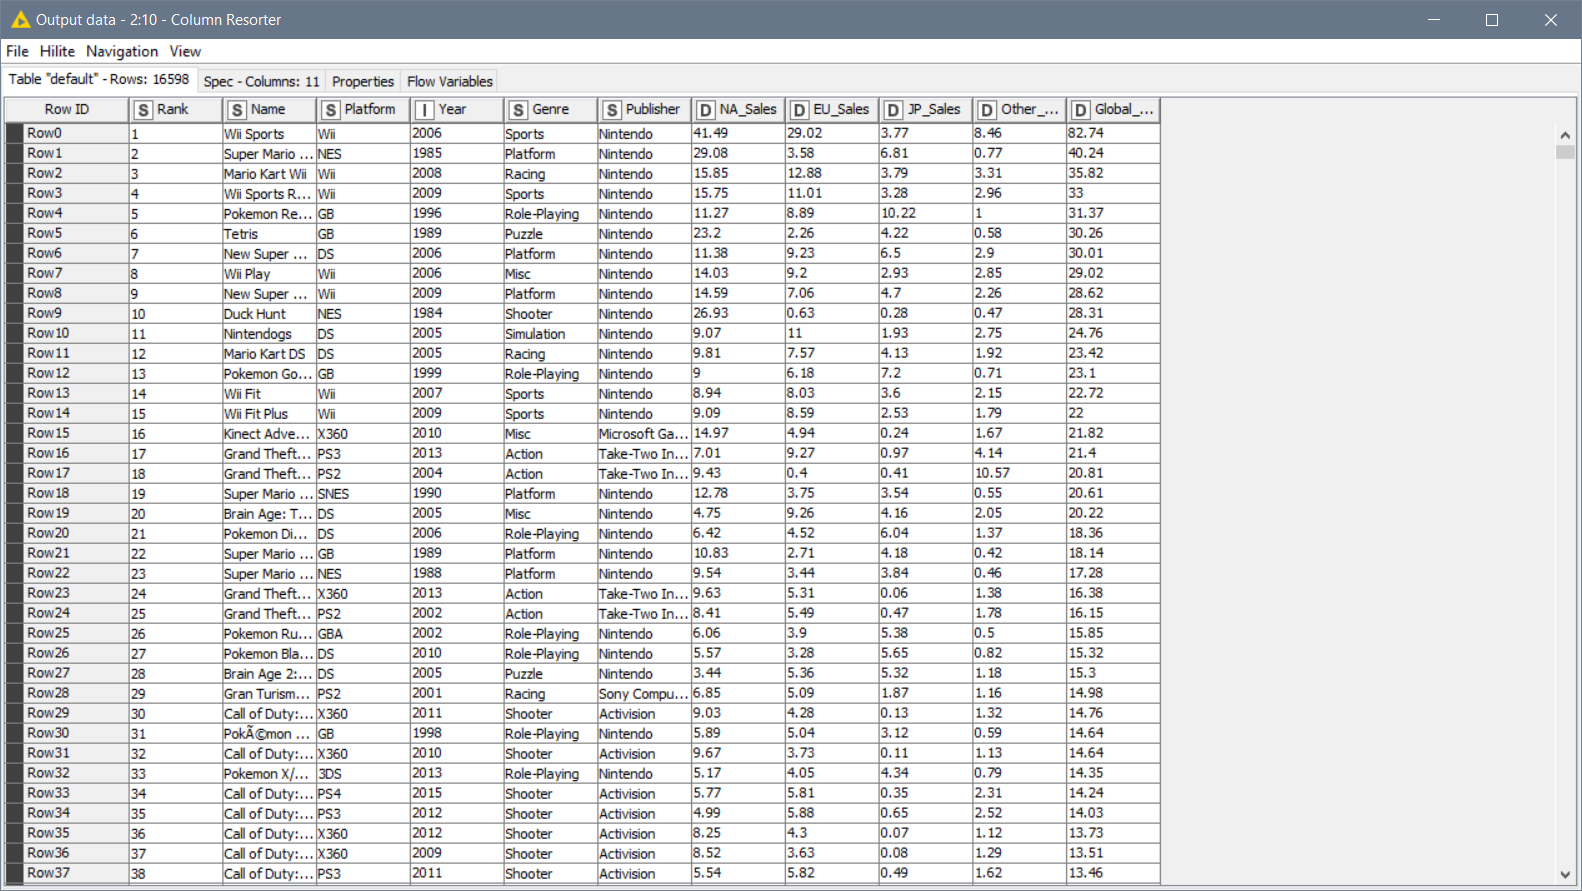 Output data - 2:10 - Column Resorter
File Hilite Navigation View
Table "default" - Rows: 16598 Spec - Columns: 11 Properties Flow Variables
Row ID S Rank S Name S Platform I Year S Genre S Publisher D NA_Sales D EU_Sales D JP_Sales D Other_... D Global_...
Row0 1 Wii Sports Wii 2006 Sports Nintendo 41.49 29.02 3.77 8.46 82.74
Row1 2 Super Mario ... NES 1985 Platform Nintendo 29.08 3.58 6.81 0.77 40.24
Row2 3 Mario Kart Wii Wii 2008 Racing Nintendo 15.85 12.88 3.79 3.31 35.82
Row3 4 Wii Sports R... Wii 2009 Sports Nintendo 15.75 11.01 3.28 2.96 33
Row4 5 Pokemon Re... GB 1996 Role-Playing Nintendo 11.27 8.89 10.22 1 31.37
Row5 6 Tetris GB 1989 Puzzle Nintendo 23.2 2.26 4.22 0.58 30.26
Row6 7 New Super ... DS 2006 Platform Nintendo 11.38 9.23 6.5 2.9 30.01
Row7 8 Wii Play Wii 2006 Misc Nintendo 14.03 9.2 2.93 2.85 29.02
Row8 9 New Super ... Wii 2009 Platform Nintendo 14.59 7.06 4.7 2.26 28.62
Row9 10 Duck Hunt NES 1984 Shooter Nintendo 26.93 0.63 0.28 0.47 28.31
Row10 11 Nintendogs DS 2005 Simulation Nintendo 9.07 11 1.93 2.75 24.76
Row11 12 Mario Kart DS DS 2005 Racing Nintendo 9.81 7.57 4.13 1.92 23.42
Row12 13 Pokemon Go... GB 1999 Role-Playing Nintendo 9 6.18 7.2 0.71 23.1
Row13 14 Wii Fit Wii 2007 Sports Nintendo 8.94 8.03 3.6 2.15 22.72
Row14 15 Wii Fit Plus Wii 2009 Sports Nintendo 9.09 8.59 2.53 1.79 22
Row15 16 Kinect Adve... X360 2010 Misc Microsoft Ga... 14.97 4.94 0.24 1.67 21.82
Row16 17 Grand Theft... PS3 2013 Action Take-Two In... 7.01 9.27 0.97 4.14 21.4
Row17 18 Grand Theft... PS2 2004 Action Take-Two In... 9.43 0.4 0.41 10.57 20.81
Row18 19 Super Mario ... SNES 1990 Platform Nintendo 12.78 3.75 3.54 0.55 20.61
Row19 20 Brain Age: T... DS 2005 Misc Nintendo 4.75 9.26 4.16 2.05 20.22
Row20 21 Pokemon Di... DS 2006 Role-Playing Nintendo 6.42 4.52 6.04 1.37 18.36
Row21 22 Super Mario ... GB 1989 Platform Nintendo 10.83 2.71 4.18 0.42 18.14
Row22 23 Super Mario ... NES 1988 Platform Nintendo 9.54 3.44 3.84 0.46 17.28
Row23 24 Grand Theft... X360 2013 Action Take-Two In... 9.63 5.31 0.06 1.38 16.38
Row24 25 Grand Theft... PS2 2002 Action Take-Two In... 8.41 5.49 0.47 1.78 16.15
Row25 26 Pokemon Ru... GBA 2002 Role-Playing Nintendo 6.06 3.9 5.38 0.5 15.85
Row26 27 Pokemon Bla... DS 2010 Role-Playing Nintendo 5.57 3.28 5.65 0.82 15.32
Row27 28 Brain Age 2:... DS 2005 Puzzle Nintendo 3.44 5.36 5.32 1.18 15.3
Row28 29 Gran Turism... PS2 2001 Racing Sony Compu... 6.85 5.09 1.87 1.16 14.98
Row29 30 Call of Duty:... X360 2011 Shooter Activision 9.03 4.28 0.13 1.32 14.76
Row30 31 PokÃ©mon ... GB 1998 Role-Playing Nintendo 5.89 5.04 3.12 0.59 14.64
Row31 32 Call of Duty:... X360 2010 Shooter Activision 9.67 3.73 0.11 1.13 14.64
Row32 33 Pokemon X/... 3DS 2013 Role-Playing Nintendo 5.17 4.05 4.34 0.79 14.35
Row33 34 Call of Duty:... PS4 2015 Shooter Activision 5.77 5.81 0.35 2.31 14.24
Row34 35 Call of Duty:... PS3 2012 Shooter Activision 4.99 5.88 0.65 2.52 14.03
Row35 36 Call of Duty:... X360 2012 Shooter Activision 8.25 4.3 0.07 1.12 13.73
Row36 37 Call of Duty:... X360 2009 Shooter Activision 8.52 3.63 0.08 1.29 13.51
Row37 38 Call of Duty:... PS3 2011 Shooter Activision 5.54 5.82 0.49 1.62 13.46